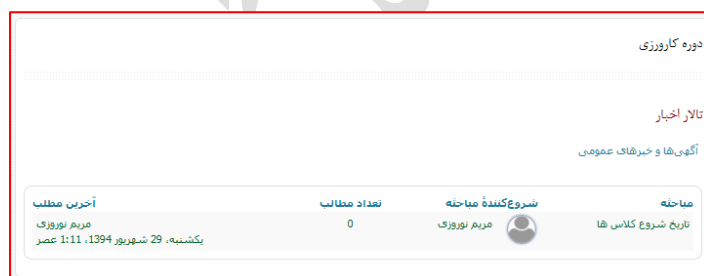 دوره کارورزی
تالار اخبار
آگهی‌ها و خبرهای عمومی
مباحثه شروع‌کنندهٔ مباحثه تعداد مطالب آخرین مطلب
تاریخ شروع کلاس ها مریم نوروزی 0 مریم نوروزی
یکشنبه، 29 شهریور 1394، 1:11 عصر